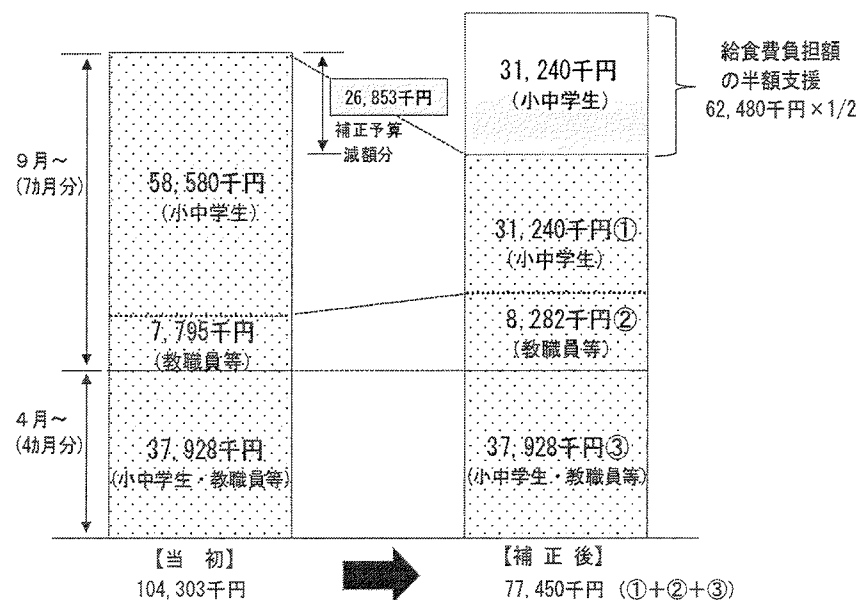 31,240千円
(小中学生)
給食費負担額
の半額支援
62,480千円×1/2
26,853千円
補正予算
減額分
9月~
(7カ月分)
58,580千円
(小中学生)
31,240千円①
(小中学生)
7,795千円
(教職員等)
8,282千円②
(教職員等)
4月~
(4カ月分)
37,928千円
(小中学生・教職員等)
37,928千円③
(小中学生・教職員等)
【当 初】
104,303千円
【補 正 後】
77,450千円 (①+②+③)